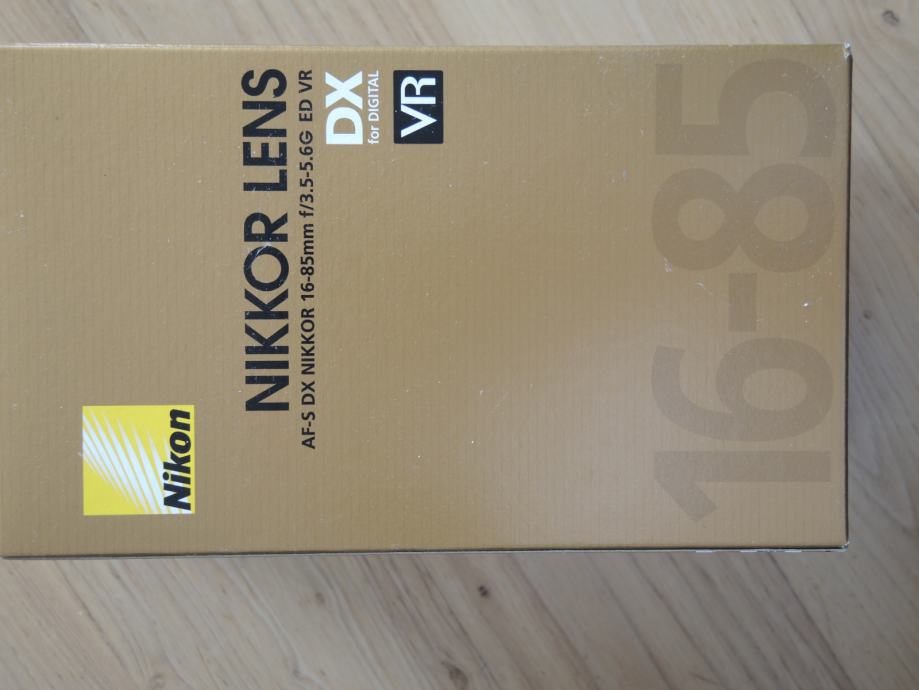 Nikon
NIKKOR LENS
AF-S DX NIKKOR 16-85mm f/3.5-5.6G ED VR
DX
for DIGITAL
VR
16-85